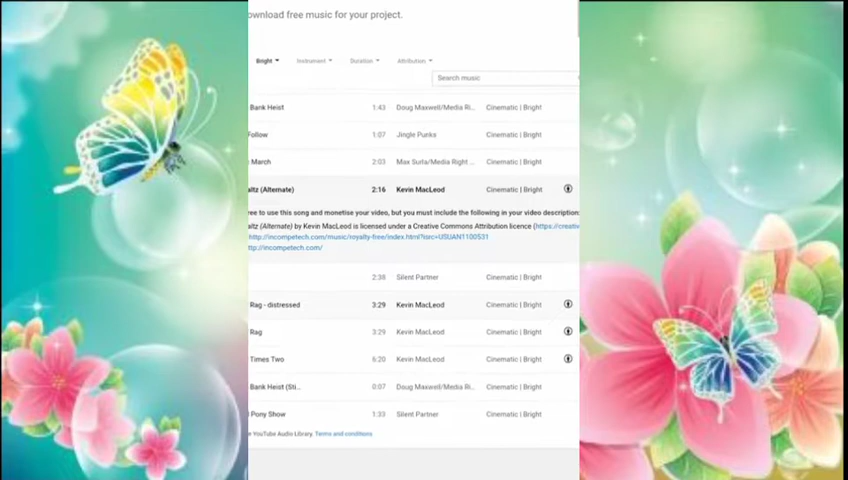 ownload free music for your project.
Bright Instrument Duration Attribution
Search music
Bank Heist 1:43 Doug Maxwell/Media Ri... Cinematic | Bright
Follow 1:07 Jingle Punks Cinematic | Bright
March 2:03 Max Surla/Media Right ... Cinematic | Bright
altz (Alternate) 2:16 Kevin MacLeod Cinematic | Bright
ree to use this song and monetise your video, but you must include the following in your video description:
altz (Alternate) by Kevin MacLeod is licensed under a Creative Commons Attribution licence (https://creativ
http://incompetech.com/music/royalty-free/index.html?isrc=USUAN1100531
http://incompetech.com/
2:38 Silent Partner Cinematic | Bright
Rag - distressed 3:29 Kevin MacLeod Cinematic | Bright
Rag 3:29 Kevin MacLeod Cinematic | Bright
Times Two 6:20 Kevin MacLeod Cinematic | Bright
Bank Heist (Sti... 0:07 Doug Maxwell/Media Ri... Cinematic | Bright
Pony Show 1:33 Silent Partner Cinematic | Bright
e YouTube Audio Library. Terms and conditions